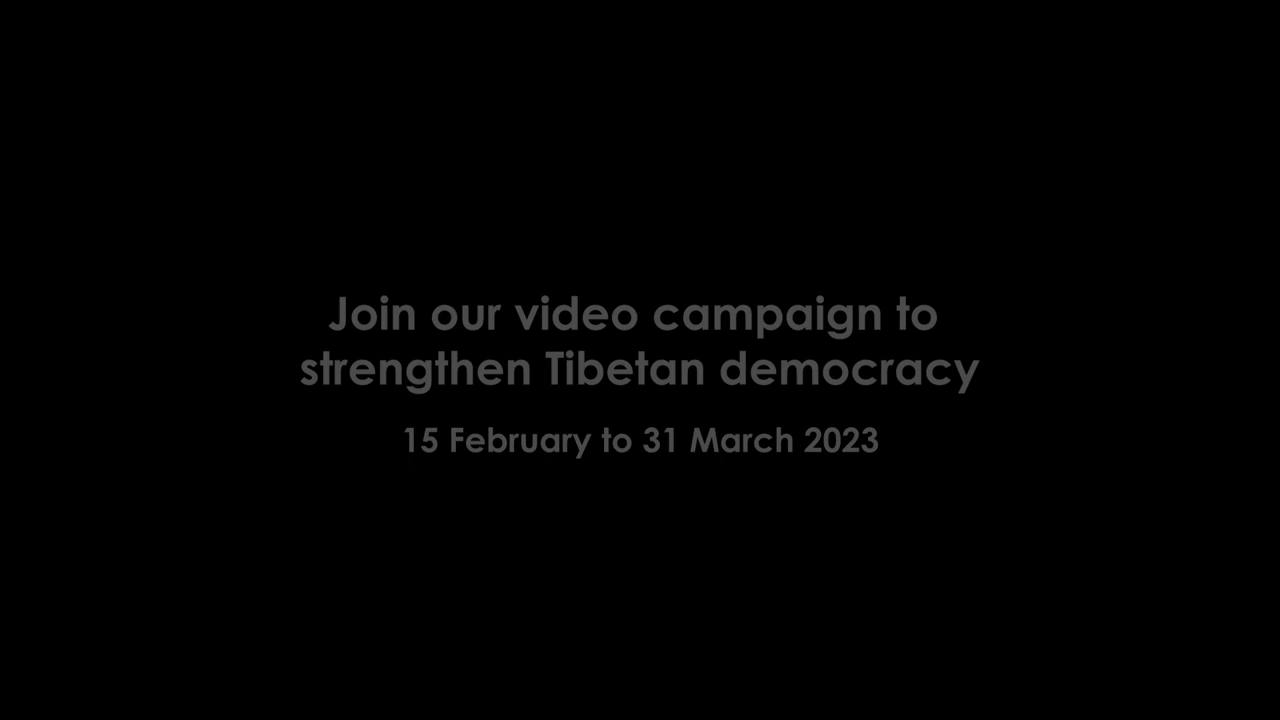 Join our video campaign to
strengthen Tibetan democracy
15 February to 31 March 2023